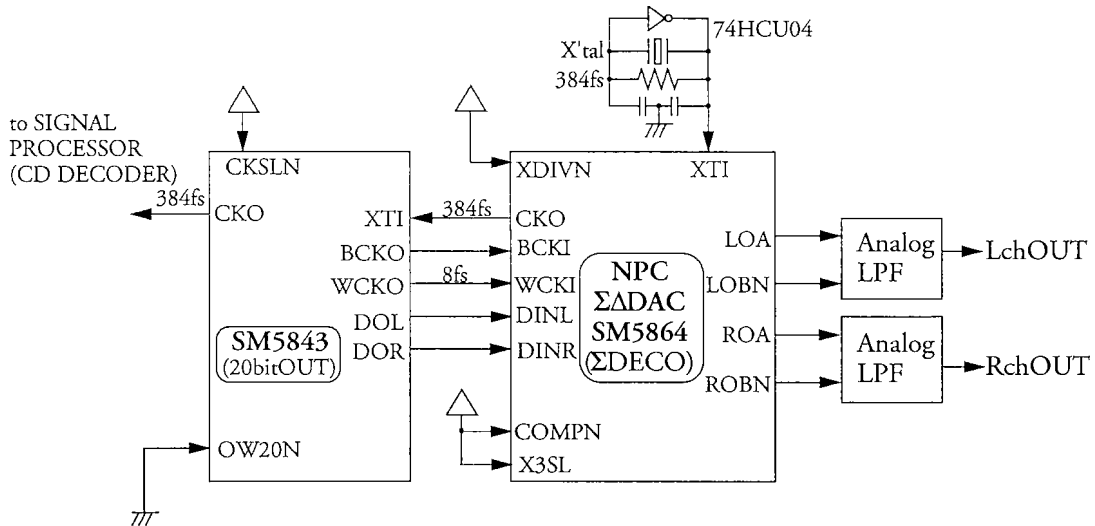 74HCU04
X'tal
384fs
to SIGNAL
PROCESSOR
(CD DECODER)
384fs
CKSLN
CKO
XTI
BCKO
WCKO
DOL
DOR
SM5843
(20bitOUT)
OW20N
384fs
8fs
XDIVN
XTI
CKO
BCKI
WCKI
DINL
DINR
NPC
ΣΔDAC
SM5864
(ΣDECO)
COMPN
X3SL
LOA
LOBN
ROA
ROBN
Analog
LPF
LchOUT
Analog
LPF
RchOUT